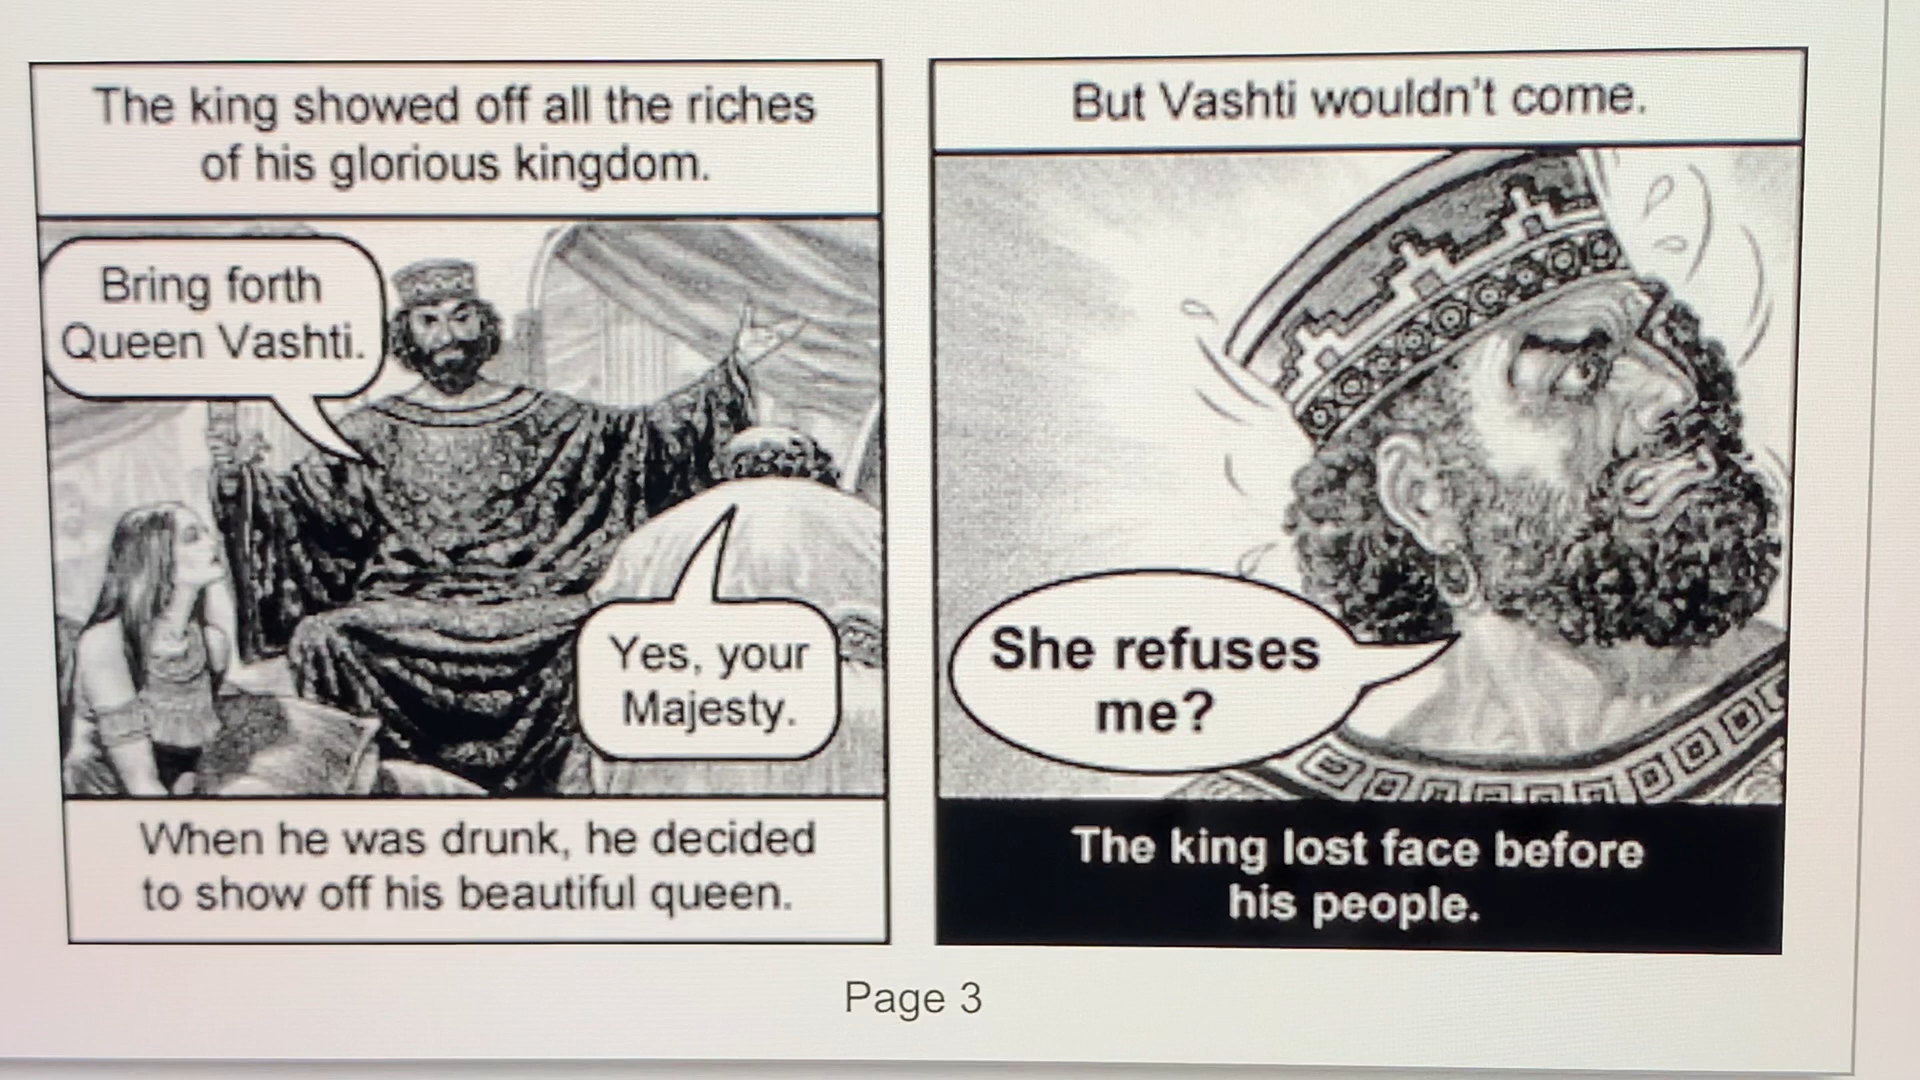 The king showed off all the riches
of his glorious kingdom.
Bring forth
Queen Vashti.
Yes, your
Majesty.
When he was drunk, he decided
to show off his beautiful queen.
But Vashti wouldn't come.
She refuses
me?
The king lost face before
his people.
Page 3